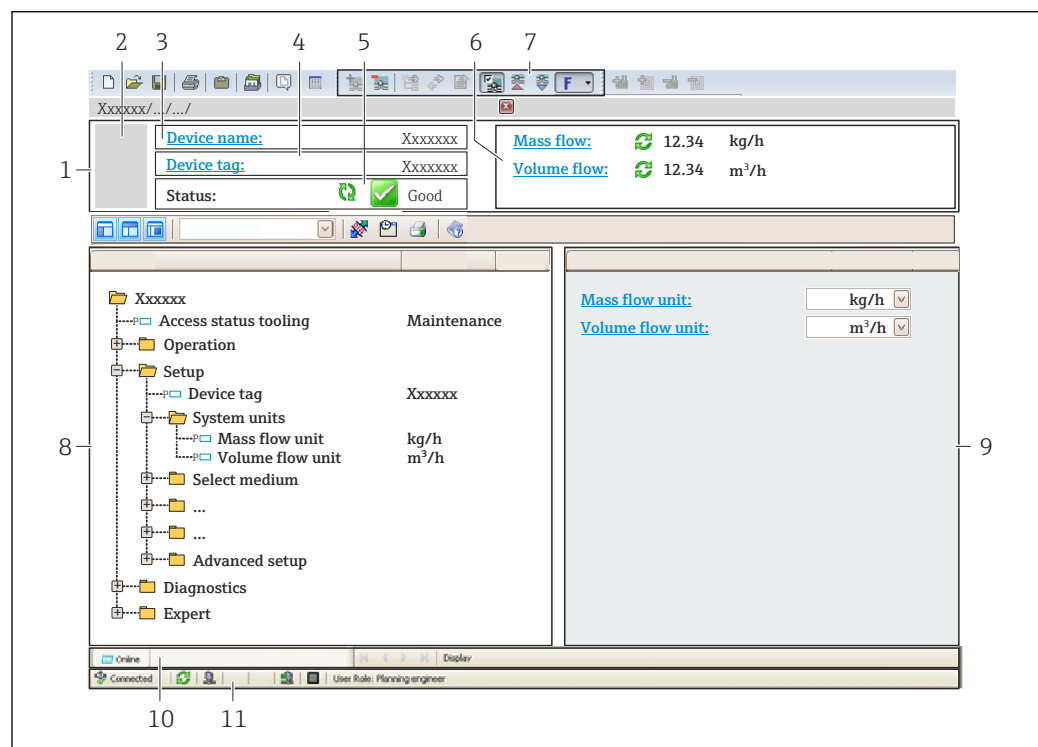 2 3 4 5 6 7
F
Xxxxxx/.../.../
1
Device name: Xxxxxxx
Device tag: Xxxxxxx
Status: Good
Mass flow: 12.34 kg/h
Volume flow: 12.34 m³/h
Xxxxxx
P Access status tooling Maintenance
Operation
Setup
P Device tag Xxxxxx
System units
P Mass flow unit kg/h
P Volume flow unit m³/h
Select medium
...
...
Advanced setup
Diagnostics
Expert
8
Mass flow unit: kg/h
Volume flow unit: m³/h
9
Online Display
Connected User Role: Planning engineer
10 11